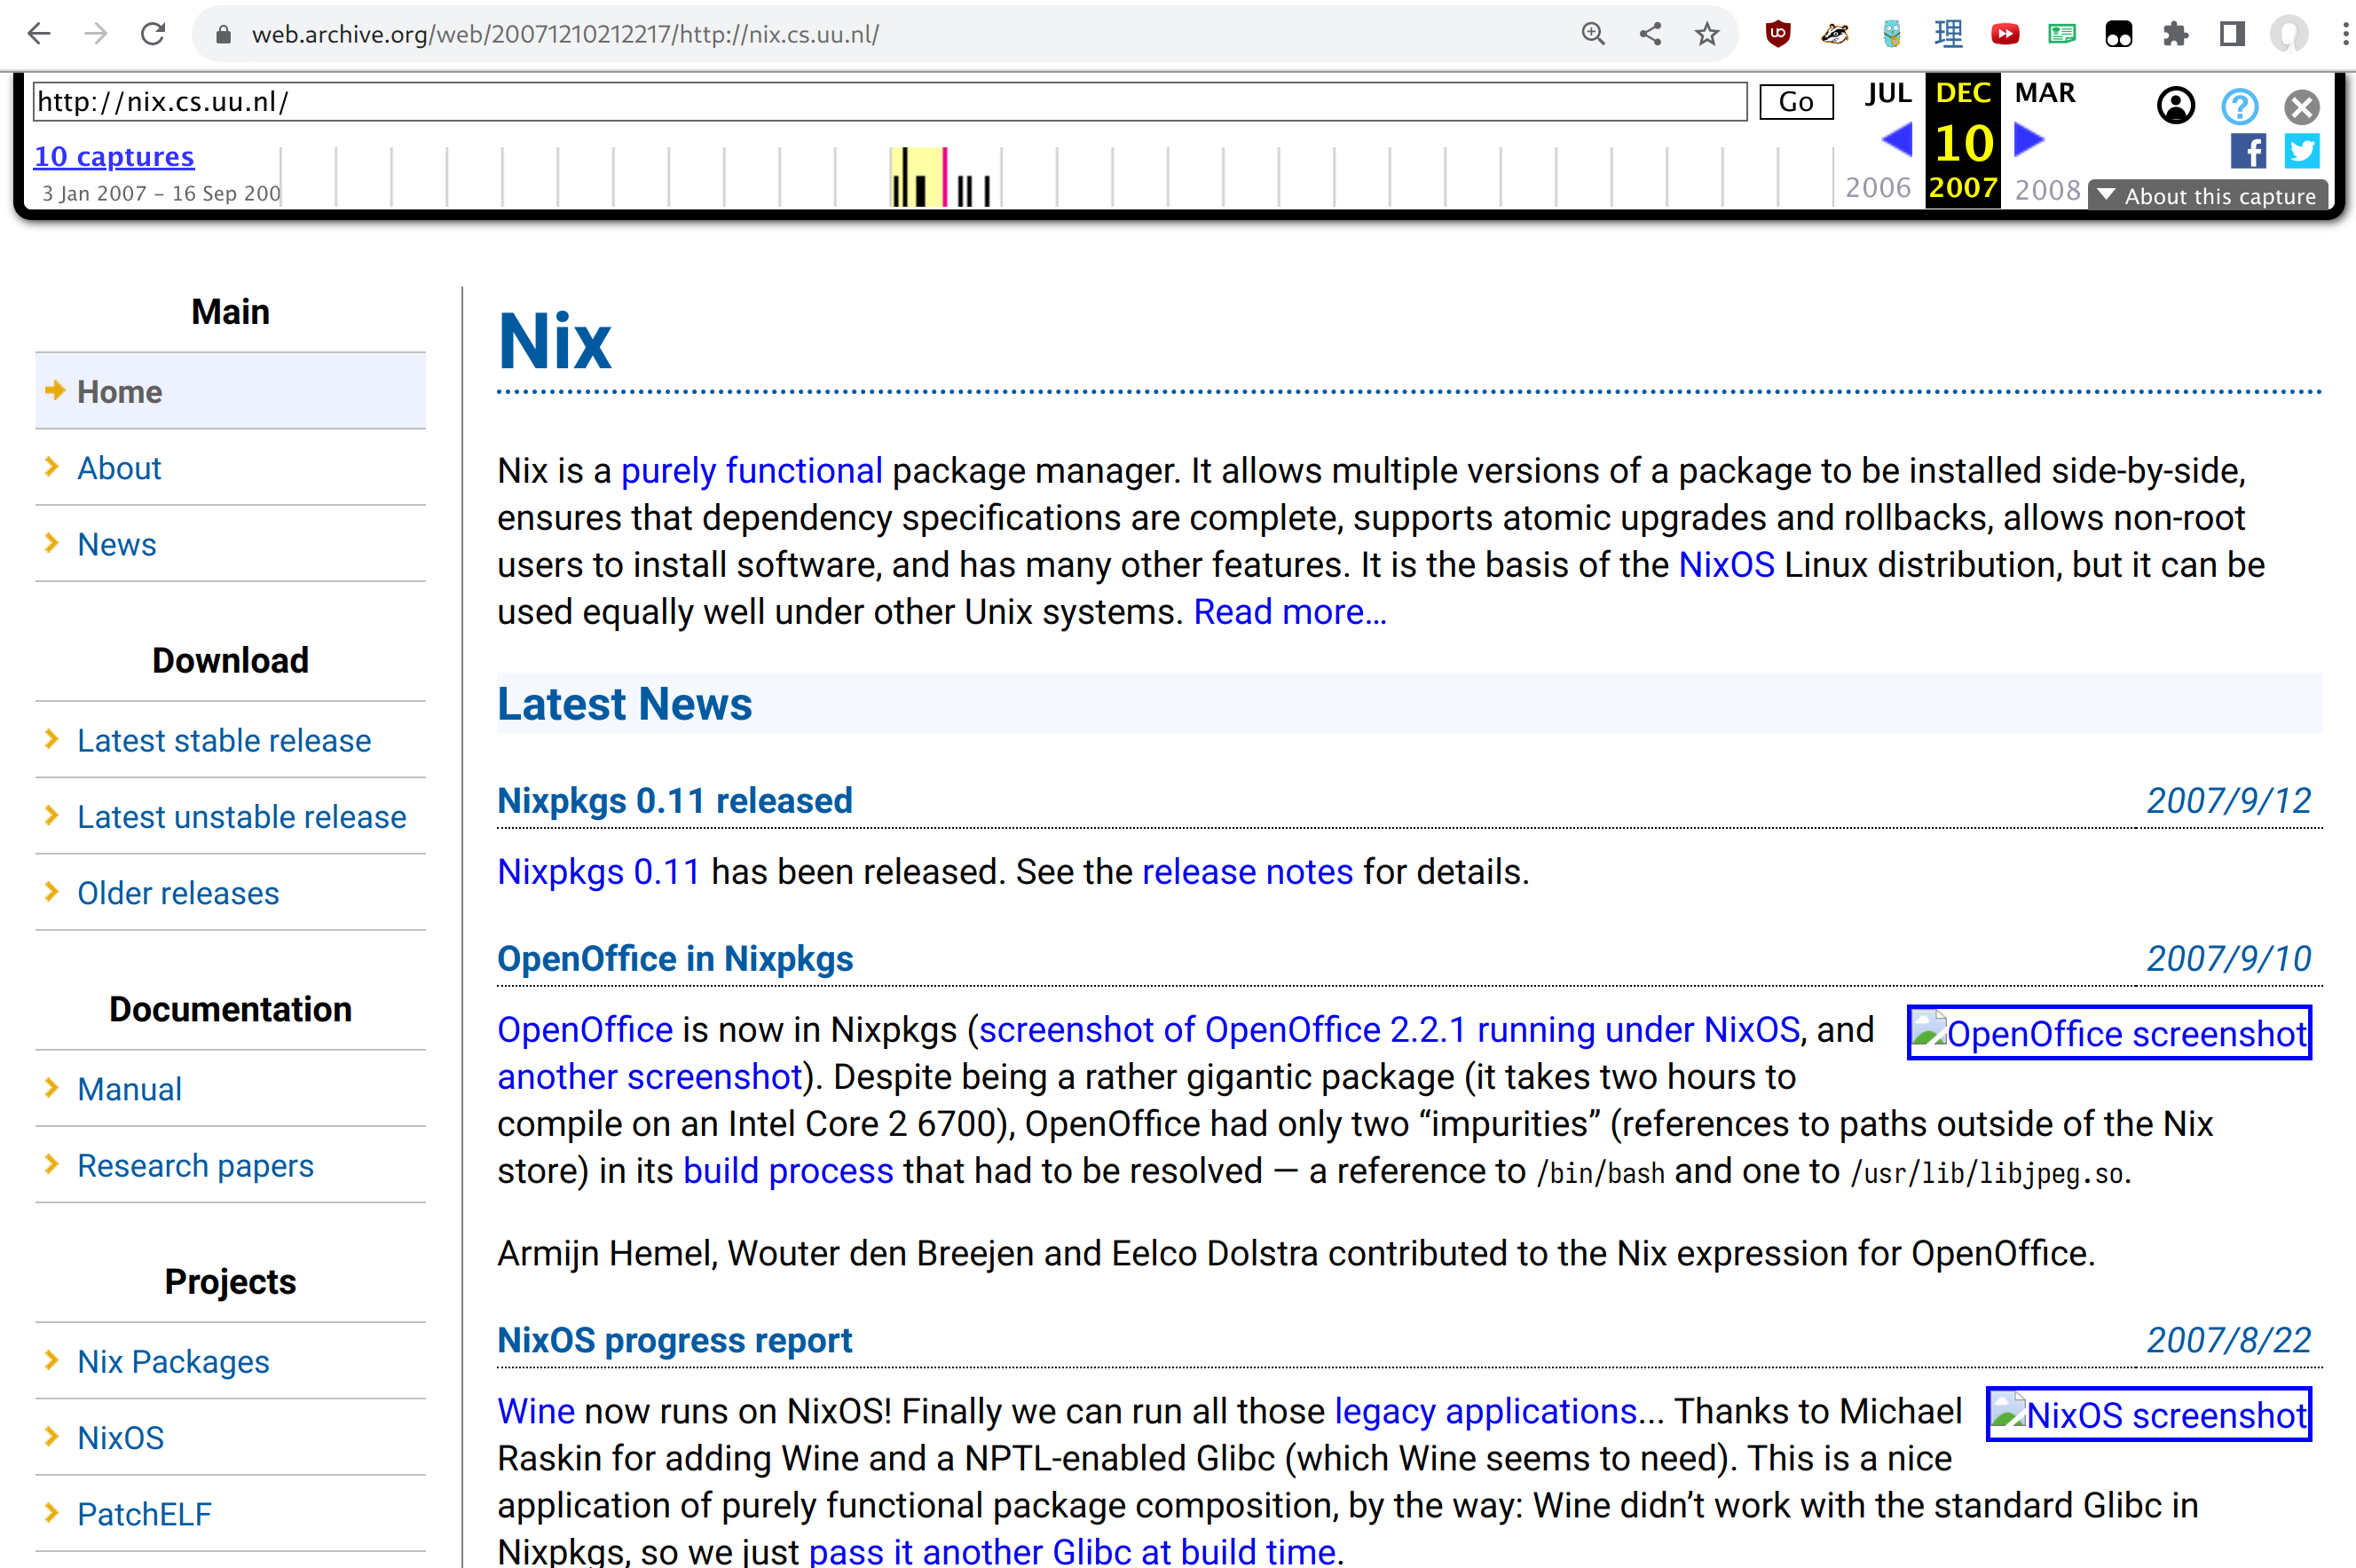 web.archive.org/web/20071210212217/http://nix.cs.uu.nl/
http://nix.cs.uu.nl/
Go
JUL DEC MAR
10 captures
10
3 Jan 2007 – 16 Sep 200
2006 2007 2008
About this capture
Main
Home
About
News
Download
Latest stable release
Latest unstable release
Older releases
Documentation
Manual
Research papers
Projects
Nix Packages
NixOS
PatchELF
Nix
Nix is a purely functional package manager. It allows multiple versions of a package to be installed side-by-side,
ensures that dependency specifications are complete, supports atomic upgrades and rollbacks, allows non-root
users to install software, and has many other features. It is the basis of the NixOS Linux distribution, but it can be
used equally well under other Unix systems. Read more…
Latest News
Nixpkgs 0.11 released 2007/9/12
Nixpkgs 0.11 has been released. See the release notes for details.
OpenOffice in Nixpkgs 2007/9/10
OpenOffice is now in Nixpkgs (screenshot of OpenOffice 2.2.1 running under NixOS, and
OpenOffice screenshot
another screenshot). Despite being a rather gigantic package (it takes two hours to
compile on an Intel Core 2 6700), OpenOffice had only two “impurities” (references to paths outside of the Nix
store) in its build process that had to be resolved — a reference to /bin/bash and one to /usr/lib/libjpeg.so.
Armijn Hemel, Wouter den Breejen and Eelco Dolstra contributed to the Nix expression for OpenOffice.
NixOS progress report 2007/8/22
Wine now runs on NixOS! Finally we can run all those legacy applications... Thanks to Michael
NixOS screenshot
Raskin for adding Wine and a NPTL-enabled Glibc (which Wine seems to need). This is a nice
application of purely functional package composition, by the way: Wine didn’t work with the standard Glibc in
Nixpkgs, so we just pass it another Glibc at build time.